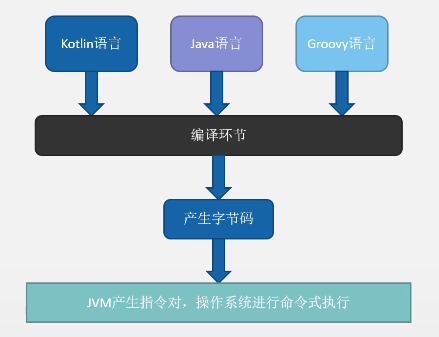 Kotlin语言
Java语言
Groovy语言
编译环节
产生字节码
JVM产生指令对，操作系统进行命令式执行